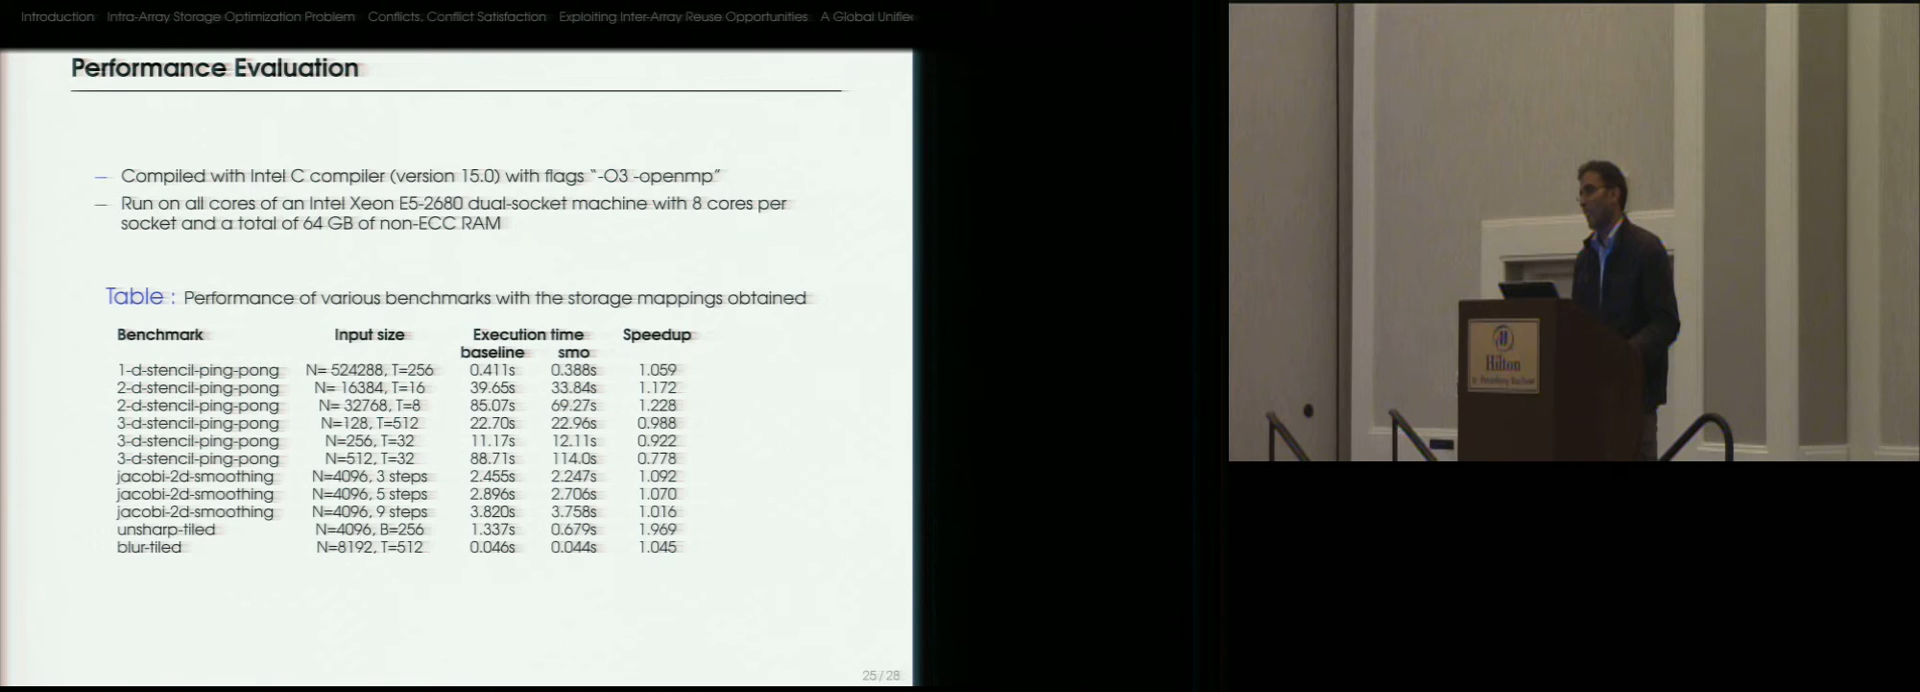 Introduction Intra-Array Storage Optimization Problem Conflicts, Conflict Satisfaction Exploiting Inter-Array Reuse Opportunities A Global Unified
Performance Evaluation
– Compiled with Intel C compiler (version 15.0) with flags "-O3 -openmp"
– Run on all cores of an Intel Xeon E5-2680 dual-socket machine with 8 cores per
socket and a total of 64 GB of non-ECC RAM
Table : Performance of various benchmarks with the storage mappings obtained
Benchmark Input size Execution time Speedup
baseline smo
1-d-stencil-ping-pong N= 524288, T=256 0.411s 0.388s 1.059
2-d-stencil-ping-pong N= 16384, T=16 39.65s 33.84s 1.172
2-d-stencil-ping-pong N= 32768, T=8 85.07s 69.27s 1.228
3-d-stencil-ping-pong N=128, T=512 22.70s 22.96s 0.988
3-d-stencil-ping-pong N=256, T=32 11.17s 12.11s 0.922
3-d-stencil-ping-pong N=512, T=32 88.71s 114.0s 0.778
jacobi-2d-smoothing N=4096, 3 steps 2.455s 2.247s 1.092
jacobi-2d-smoothing N=4096, 5 steps 2.896s 2.706s 1.070
jacobi-2d-smoothing N=4096, 9 steps 3.820s 3.758s 1.016
unsharp-tiled N=4096, B=256 1.337s 0.679s 1.969
blur-tiled N=8192, T=512 0.046s 0.044s 1.045
25 / 28
Hilton